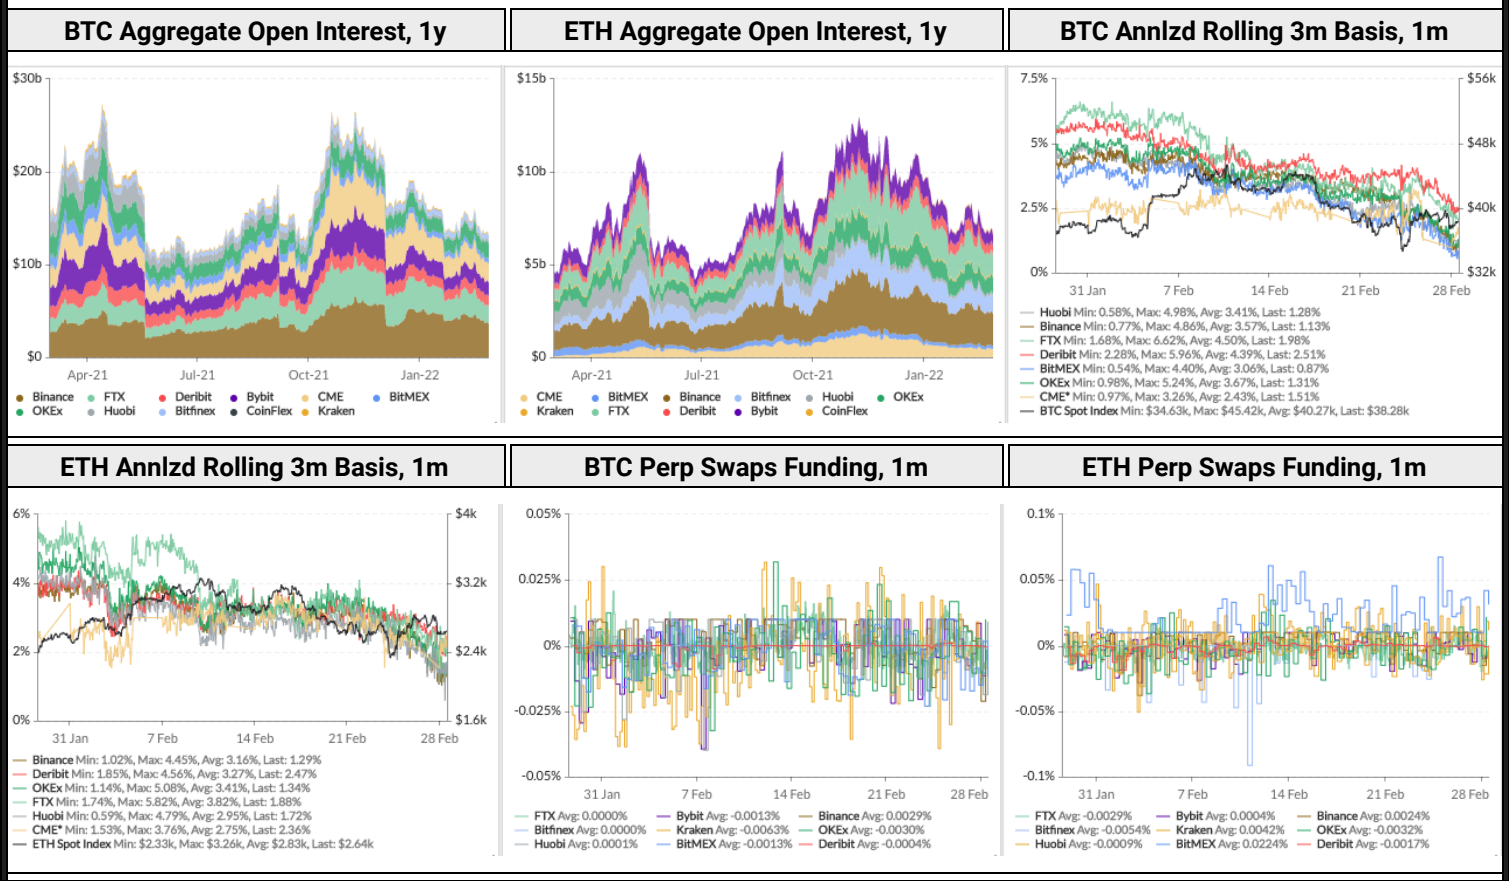 BTC Aggregate Open Interest, 1y
$30b
$20b
$10b
$0
Apr-21 Jul-21 Oct-21 Jan-22
Binance FTX Deribit Bybit CME BitMEX
OKEx Huobi Bitfinex CoinFlex Kraken
ETH Aggregate Open Interest, 1y
$15b
$10b
$5b
$0
Apr-21 Jul-21 Oct-21 Jan-22
CME BitMEX Binance Bitfinex Huobi OKEx
Kraken FTX Deribit Bybit CoinFlex
BTC Annlzd Rolling 3m Basis, 1m
7.5% $56k
5% $48k
2.5% $40k
0% $32k
31 Jan 7 Feb 14 Feb 21 Feb 28 Feb
Huobi Min: 0.58%, Max: 4.98%, Avg: 3.41%, Last: 1.28%
Binance Min: 0.77%, Max: 4.86%, Avg: 3.57%, Last: 1.13%
FTX Min: 1.68%, Max: 6.62%, Avg: 4.50%, Last: 1.98%
Deribit Min: 2.28%, Max: 5.96%, Avg: 4.39%, Last: 2.51%
BitMEX Min: 0.54%, Max: 4.40%, Avg: 3.06%, Last: 0.87%
OKEx Min: 0.98%, Max: 5.24%, Avg: 3.67%, Last: 1.31%
CME* Min: 0.97%, Max: 3.26%, Avg: 2.43%, Last: 1.51%
BTC Spot Index Min: $34.63k, Max: $45.42k, Avg: $40.27k, Last: $38.28k
ETH Annlzd Rolling 3m Basis, 1m
6% $4k
4% $3.2k
2% $2.4k
0% $1.6k
31 Jan 7 Feb 14 Feb 21 Feb 28 Feb
Binance Min: 1.02%, Max: 4.45%, Avg: 3.16%, Last: 1.29%
Deribit Min: 1.85%, Max: 4.56%, Avg: 3.27%, Last: 2.47%
OKEx Min: 1.14%, Max: 5.08%, Avg: 3.41%, Last: 1.34%
FTX Min: 1.74%, Max: 5.82%, Avg: 3.82%, Last: 1.88%
Huobi Min: 0.59%, Max: 4.79%, Avg: 2.95%, Last: 1.72%
CME* Min: 1.53%, Max: 3.76%, Avg: 2.75%, Last: 2.36%
ETH Spot Index Min: $2.33k, Max: $3.26k, Avg: $2.83k, Last: $2.64k
BTC Perp Swaps Funding, 1m
0.05%
0.025%
0%
-0.025%
-0.05%
31 Jan 7 Feb 14 Feb 21 Feb 28 Feb
FTX Avg: 0.0000% Bybit Avg: -0.0013% Binance Avg: 0.0029%
Bitfinex Avg: 0.0000% Kraken Avg: -0.0063% OKEx Avg: -0.0030%
Huobi Avg: 0.0001% BitMEX Avg: -0.0013% Deribit Avg: -0.0004%
ETH Perp Swaps Funding, 1m
0.1%
0.05%
0%
-0.05%
-0.1%
31 Jan 7 Feb 14 Feb 21 Feb 28 Feb
FTX Avg: -0.0029% Bybit Avg: 0.0004% Binance Avg: 0.0024%
Bitfinex Avg: -0.0054% Kraken Avg: 0.0042% OKEx Avg: -0.0032%
Huobi Avg: -0.0009% BitMEX Avg: 0.0224% Deribit Avg: -0.0017%